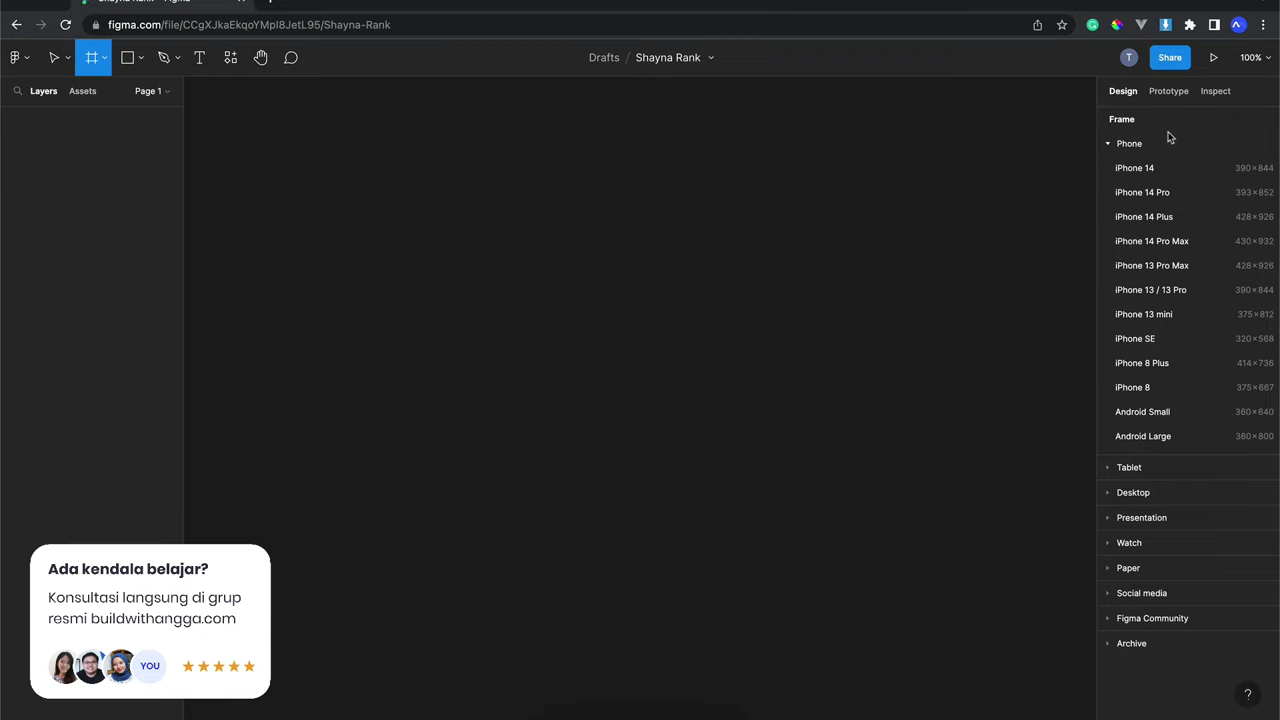 figma.com/file/CCgXJkaEkqoYMpI8JetL95/Shayna-Rank
Drafts / Shayna Rank
T
Share
100%
Layers
Assets
Page 1
Design
Prototype
Inspect
Frame
Phone
iPhone 14 390×844
iPhone 14 Pro 393×852
iPhone 14 Plus 428×926
iPhone 14 Pro Max 430×932
iPhone 13 Pro Max 428×926
iPhone 13 / 13 Pro 390×844
iPhone 13 mini 375×812
iPhone SE 320×568
iPhone 8 Plus 414×736
iPhone 8 375×667
Android Small 360×640
Android Large 360×800
Tablet
Desktop
Presentation
Watch
Paper
Social media
Figma Community
Archive
?
Ada kendala belajar?
Konsultasi langsung di grup
resmi buildwithangga.com
YOU